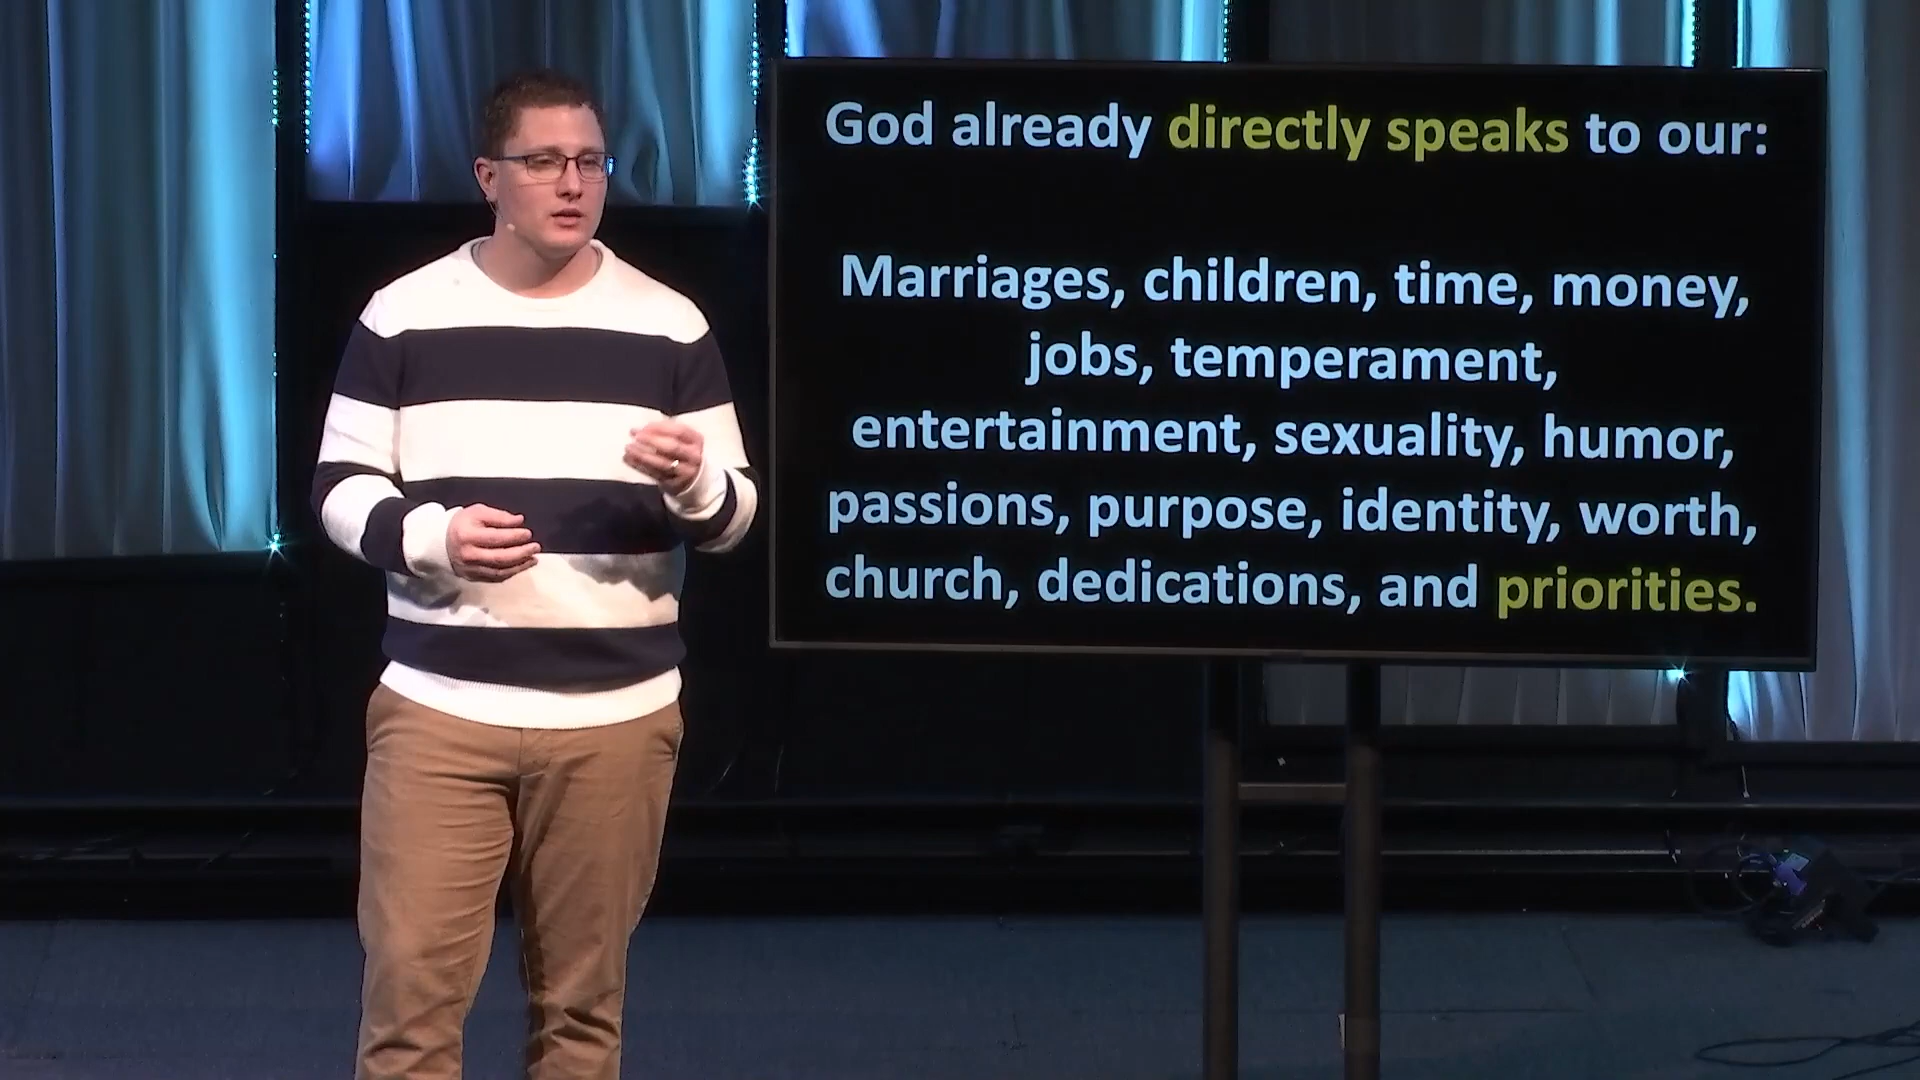 God already directly speaks to our:
Marriages, children, time, money,
jobs, temperament,
entertainment, sexuality, humor,
passions, purpose, identity, worth,
church, dedications, and priorities.